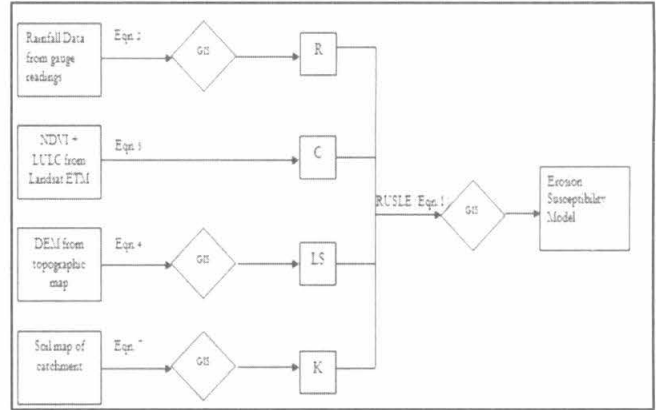 Rainfall Data
from gauge
readings
Eqn. 2
GIS
R
NDVI +
LULC from
Landsat ETM
Eqn.
C
RUSLE Eqn. 1
GIS
Erosion
Susceptibility
Model
DEM from
topographic
map
Eqn. 4
GIS
LS
Soil map of
catchment
Eqn.
GIS
K